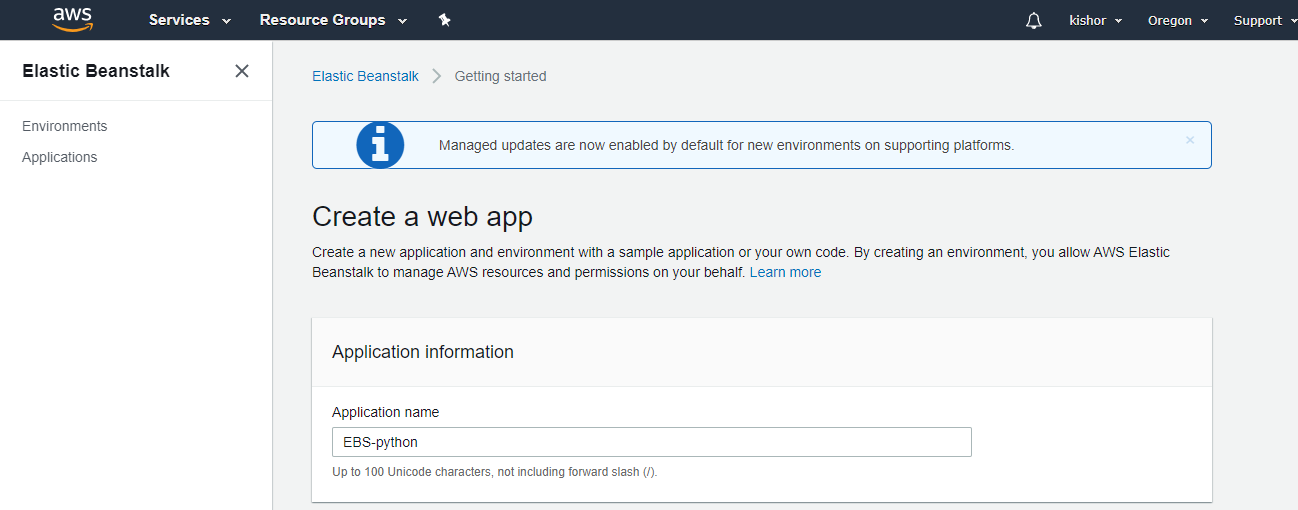 aws Services Resource Groups kishor Oregon Support
Elastic Beanstalk
Environments
Applications
Elastic Beanstalk Getting started
Managed updates are now enabled by default for new environments on supporting platforms.
Create a web app
Create a new application and environment with a sample application or your own code. By creating an environment, you allow AWS Elastic
Beanstalk to manage AWS resources and permissions on your behalf. Learn more
Application information
Application name
EBS-python
Up to 100 Unicode characters, not including forward slash (/).